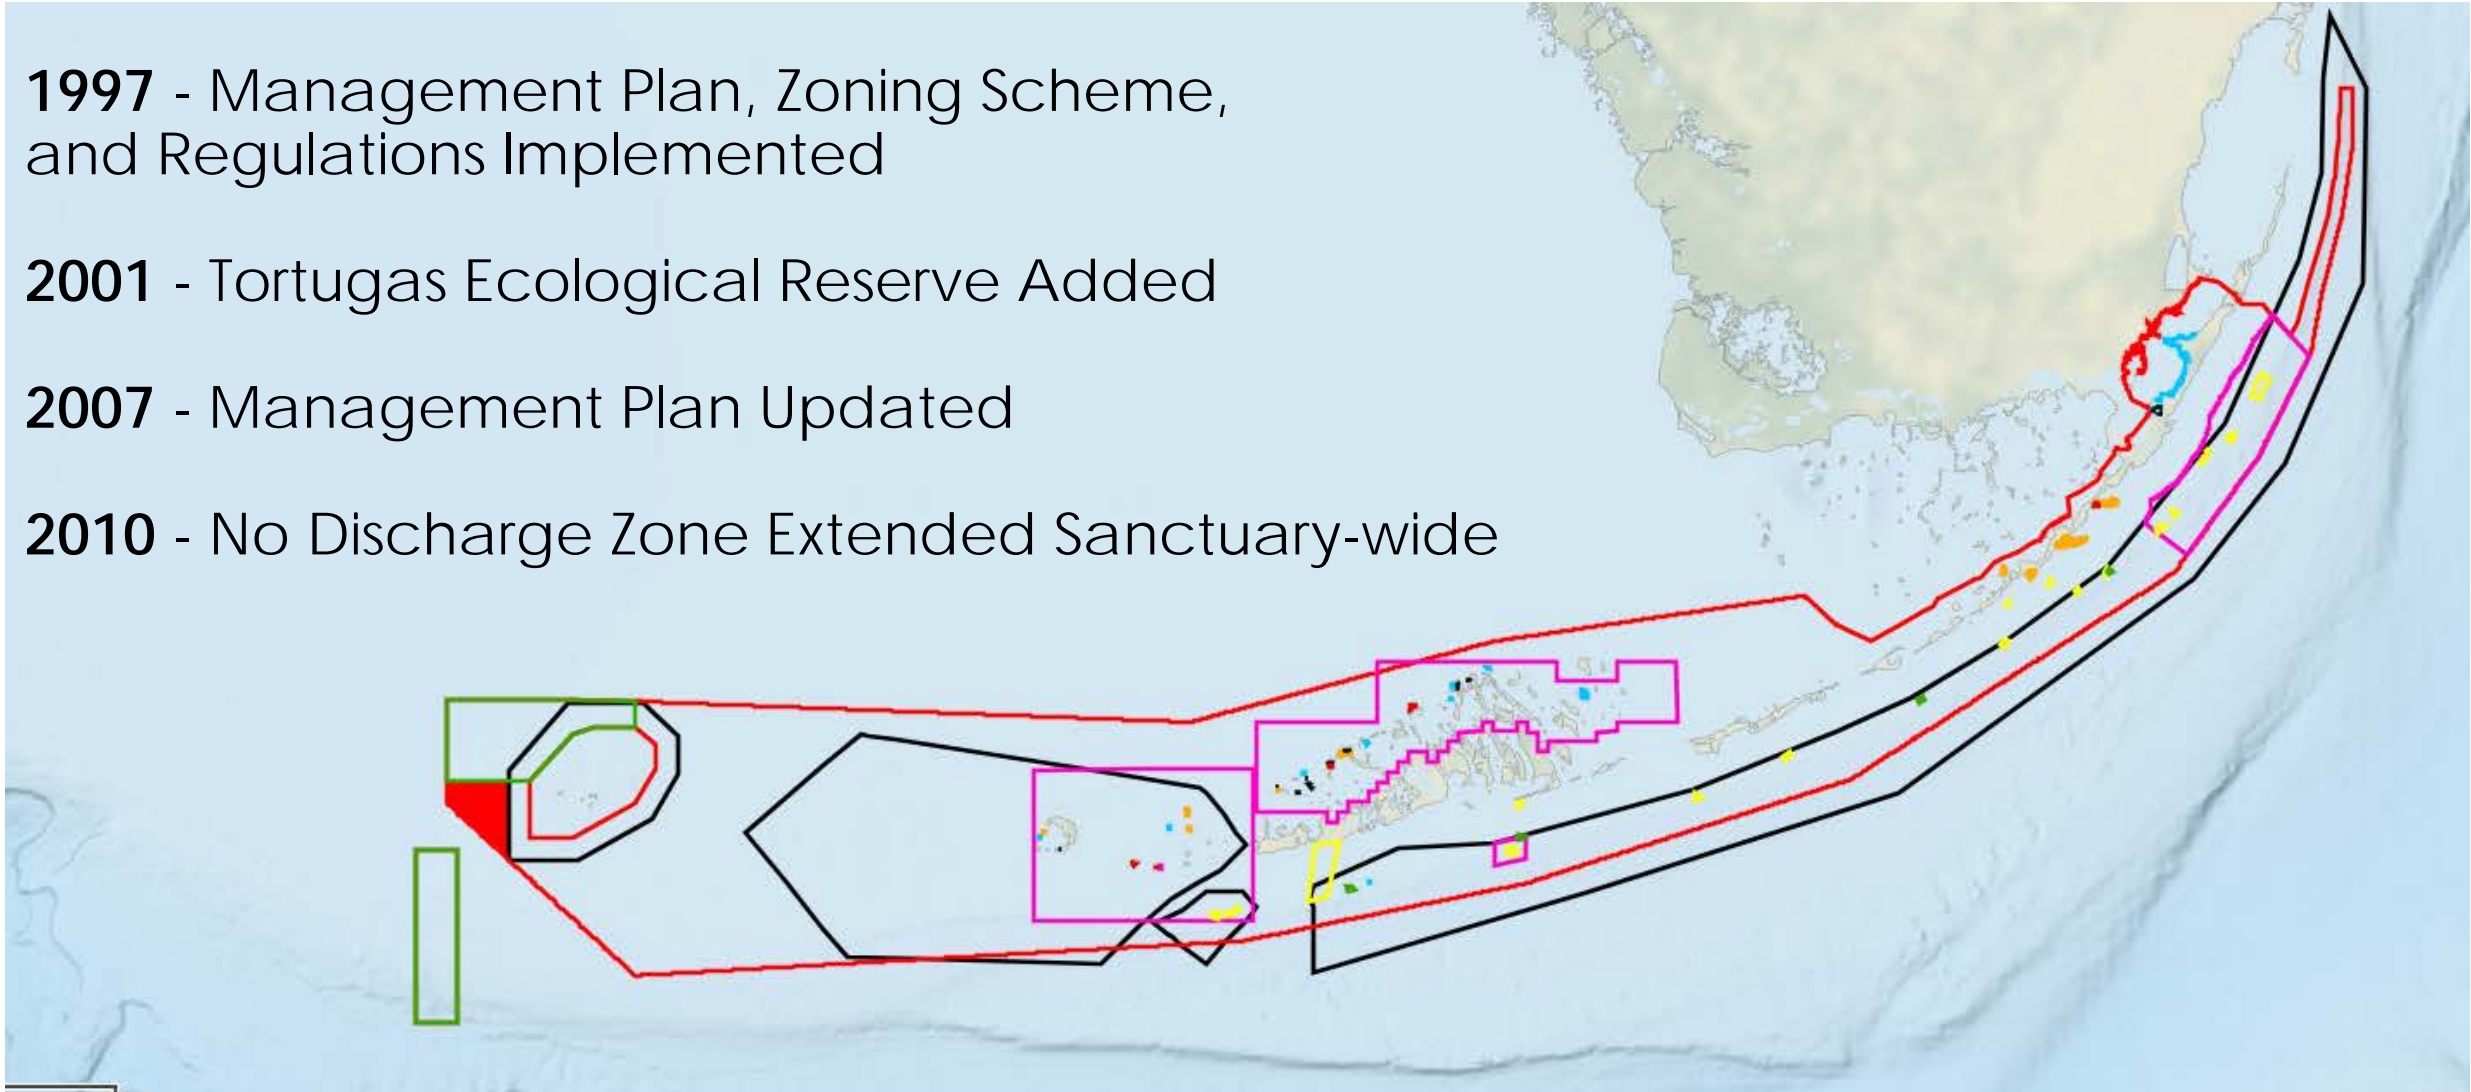 1997 - Management Plan, Zoning Scheme,
and Regulations Implemented
2001 - Tortugas Ecological Reserve Added
2007 - Management Plan Updated
2010 - No Discharge Zone Extended Sanctuary-wide